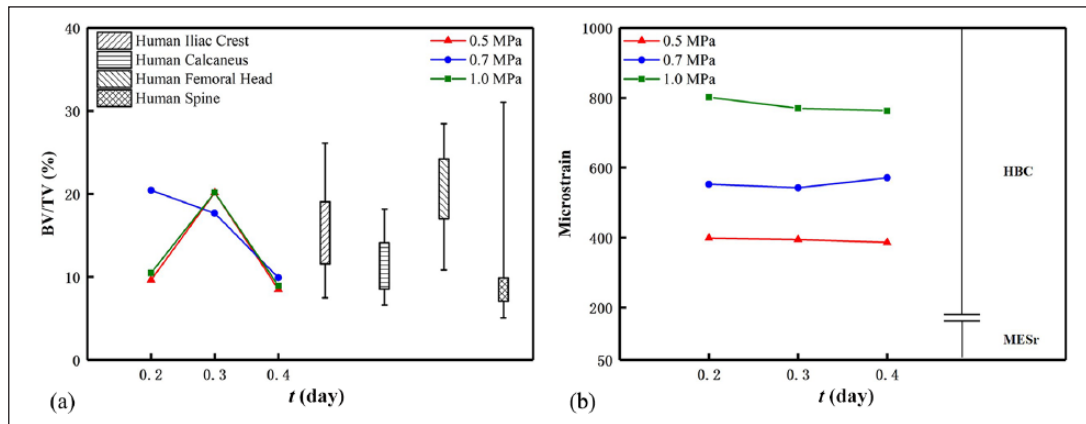 40
30
20
10
0
BV/TV (%)
Human Iliac Crest
Human Calcaneus
Human Femoral Head
Human Spine
0.5 MPa
0.7 MPa
1.0 MPa
0.2
0.3
0.4
t (day)
(a)
1000
800
600
400
200
50
Microstrain
0.5 MPa
0.7 MPa
1.0 MPa
HBC
MESr
0.2
0.3
0.4
t (day)
(b)